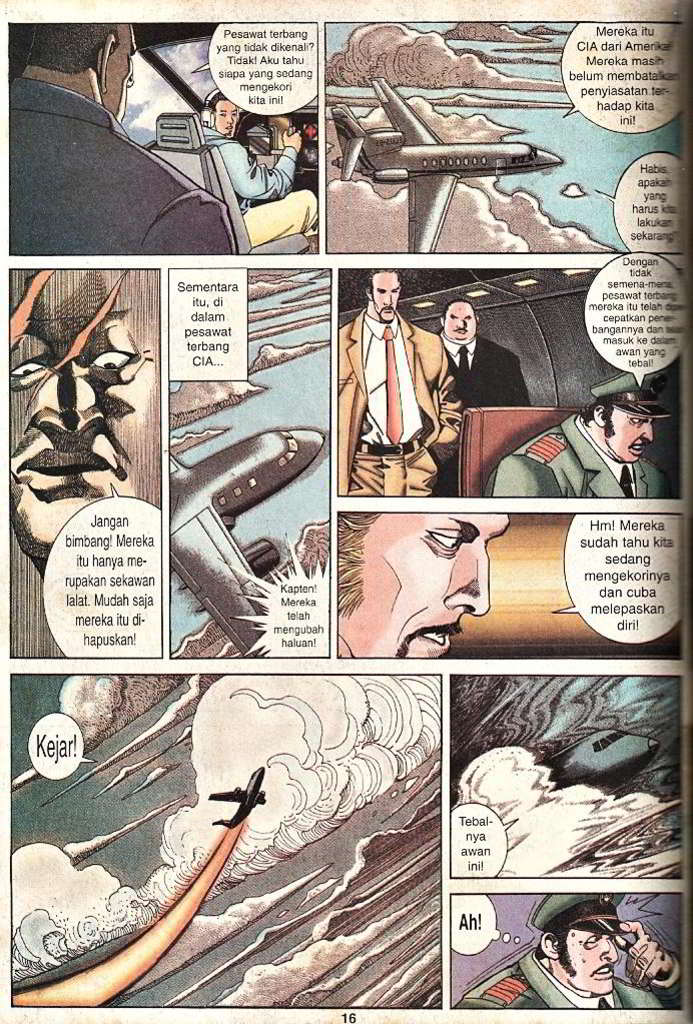 Pesawat terbang
yang tidak dikenali?
Tidak! Aku tahu
siapa yang sedang
mengekori
kita ini!
Mereka itu
CIA dari Amerika!
Mereka masih
belum membatalkan
penyiasatan ter-
hadap kita
ini!
Habis,
apakah
yang
harus kita
lakukan
sekarang?
Jangan
bimbang! Mereka
itu hanya me-
rupakan sekawan
lalat. Mudah saja
mereka itu di-
hapuskan!
Sementara
itu, di
dalam
pesawat
terbang
CIA...
Kapten!
Mereka
telah
mengubah
haluan!
Dengan
tidak
semena-mena,
pesawat terbang
mereka itu telah
cepatkan pener-
bangannya dan
masuk ke dalam
awan yang
tebal!
Hm! Mereka
sudah tahu kita
sedang
mengekorinya
dan cuba
melepaskan
diri!
Kejar!
Tebal-
nya
awan
ini!
Ah!
16